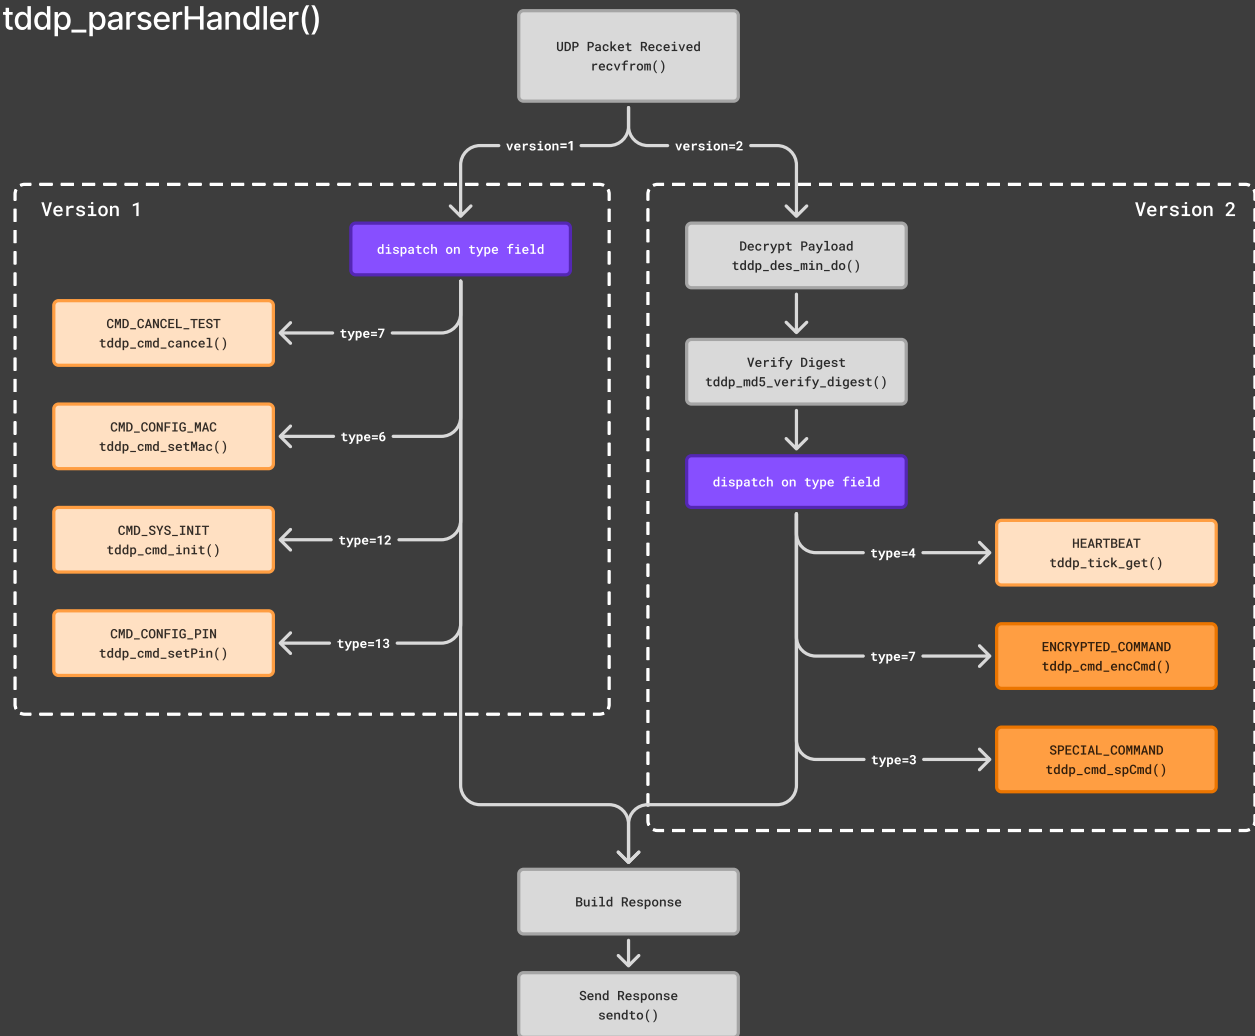 tddp_parserHandler()
UDP Packet Received
recvfrom()
version=1
version=2
Version 1
dispatch on type field
CMD_CANCEL_TEST
tddp_cmd_cancel()
type=7
CMD_CONFIG_MAC
tddp_cmd_setMac()
type=6
CMD_SYS_INIT
tddp_cmd_init()
type=12
CMD_CONFIG_PIN
tddp_cmd_setPin()
type=13
Version 2
Decrypt Payload
tddp_des_min_do()
Verify Digest
tddp_md5_verify_digest()
dispatch on type field
type=4
HEARTBEAT
tddp_tick_get()
type=7
ENCRYPTED_COMMAND
tddp_cmd_encCmd()
type=3
SPECIAL_COMMAND
tddp_cmd_spCmd()
Build Response
Send Response
sendto()